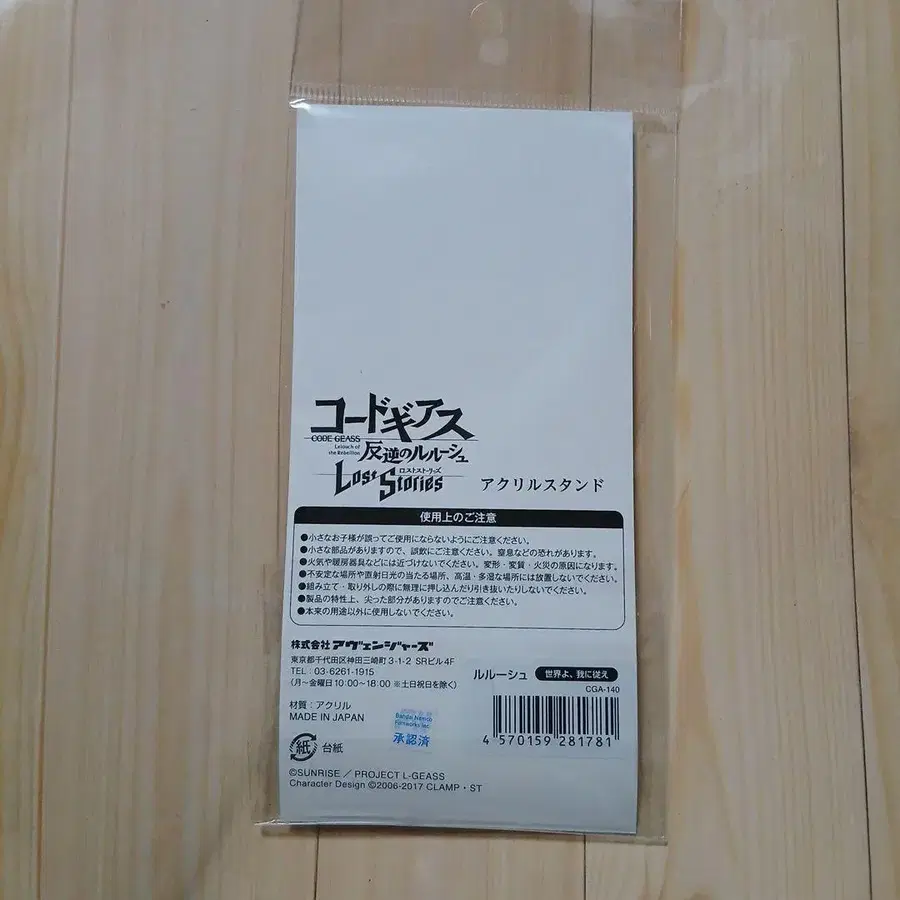 コードギアス
CODE GEASS
Lelouch of
the Rebellion
反逆のルルーシュ
ロストストーリーズ
Lost Stories
アクリルスタンド
使用上のご注意
●小さなお子様が誤ってご使用にならないようにご注意ください。
●小さな部品がありますので、誤飲にご注意ください。窒息などの恐れがあります。
●火気や暖房器具などには近づけないでください。変形・変質・火災の原因になります。
●不安定な場所や直射日光の当たる場所、高温・多湿な場所には放置しないでください。
●組み立て・取り外しの際に無理に押し込んだり引き抜いたりしないでください。
●製品の特性上、尖った部分がありますのでご注意ください。
●本来の用途以外に使用しないでください。
株式会社アヴェンジャーズ
東京都千代田区神田三崎町3-1-2 SRビル4F
TEL：03-6261-1915
(月〜金曜日10:00〜18:00 ※土日祝日を除く)
ルルーシュ 世界よ、我に従え
CGA-140
材質：アクリル
MADE IN JAPAN
Bandai Namco
Filmworks Inc.
承認済
4 570159 281781
紙 台紙
©SUNRISE／PROJECT L-GEASS
Character Design ©2006-2017 CLAMP・ST